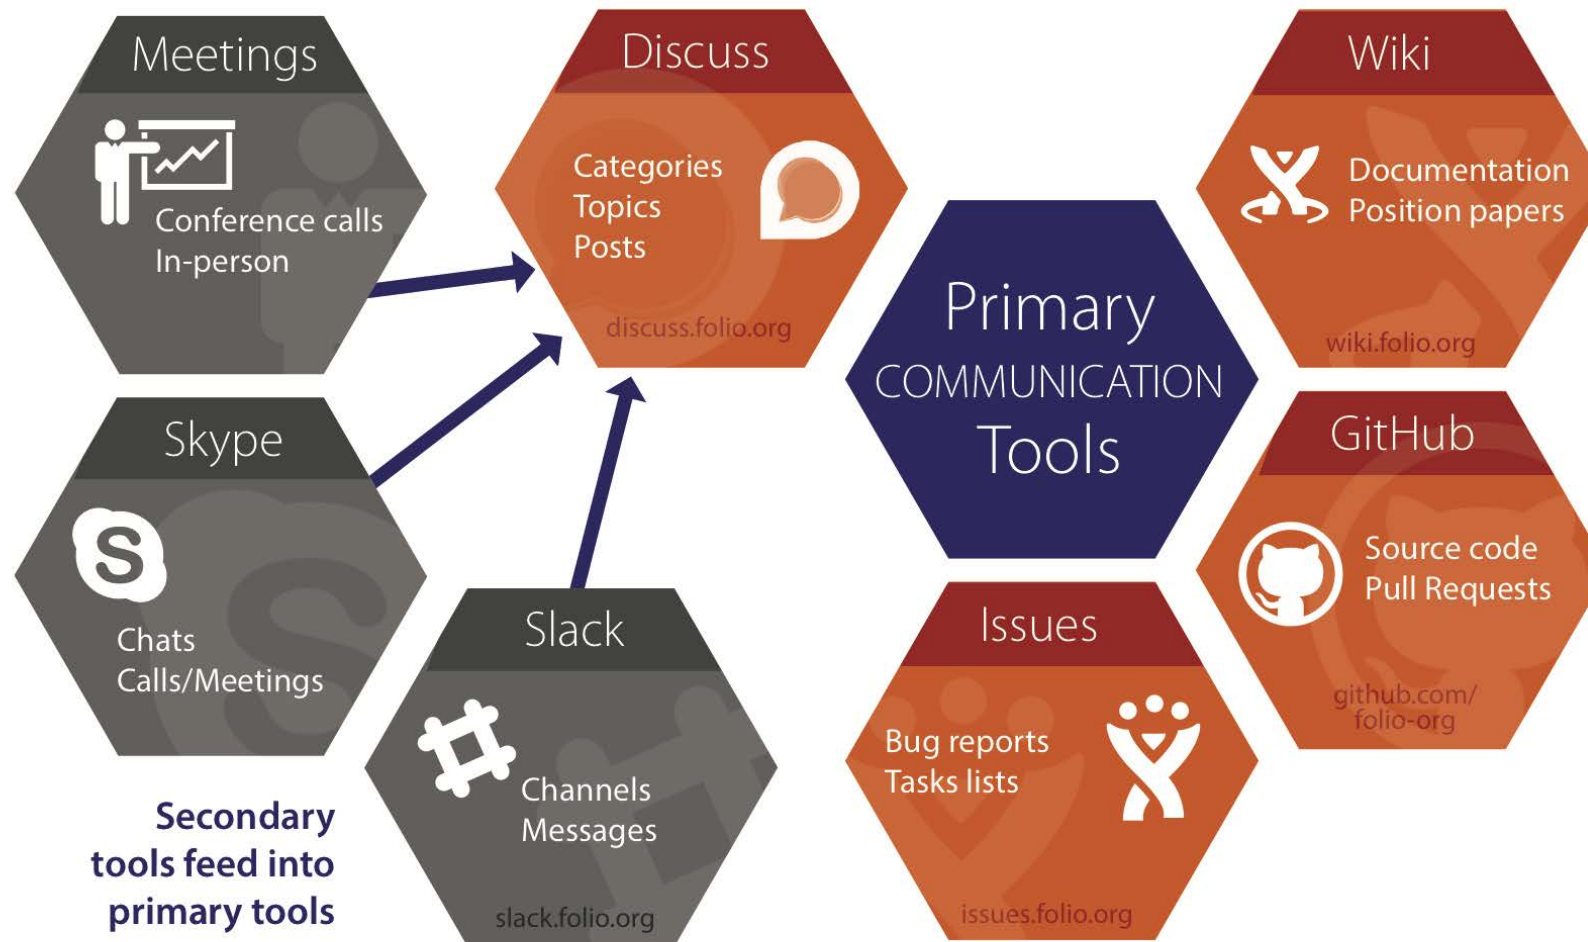 Meetings
Conference calls
In-person
Discuss
Categories
Topics
Posts
discuss.folio.org
Wiki
Documentation
Position papers
wiki.folio.org
Primary
COMMUNICATION
Tools
Skype
Chats
Calls/Meetings
GitHub
Source code
Pull Requests
github.com/
folio-org
Slack
Channels
Messages
slack.folio.org
Issues
Bug reports
Tasks lists
issues.folio.org
Secondary
tools feed into
primary tools